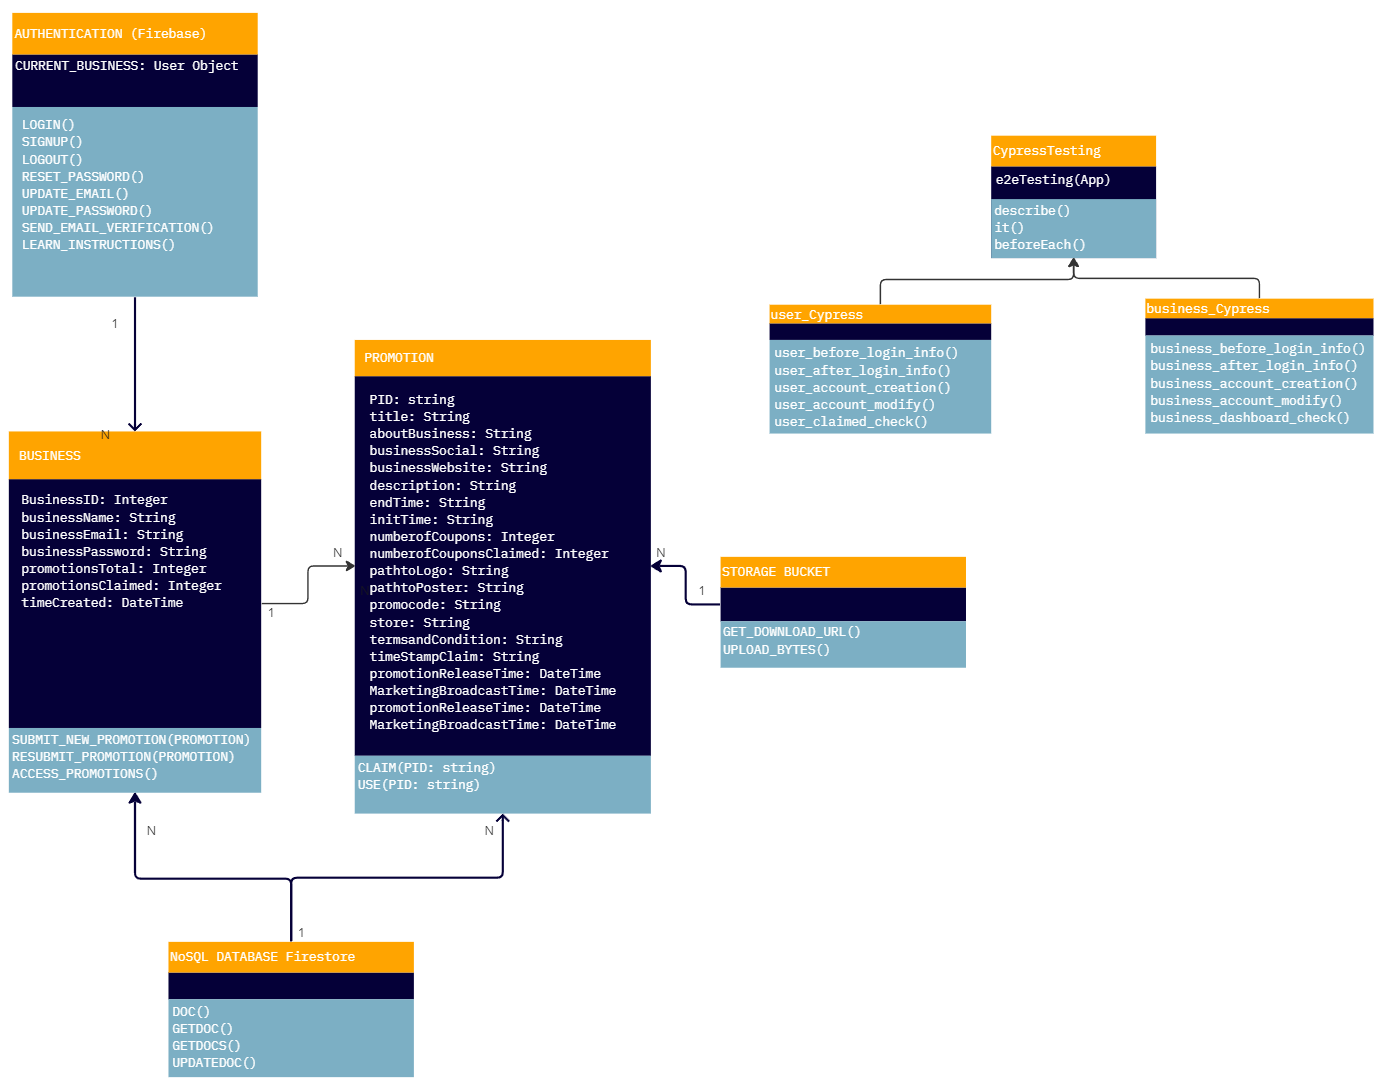 AUTHENTICATION (Firebase)
CURRENT_BUSINESS: User Object
LOGIN()
SIGNUP()
LOGOUT()
RESET_PASSWORD()
UPDATE_EMAIL()
UPDATE_PASSWORD()
SEND_EMAIL_VERIFICATION()
LEARN_INSTRUCTIONS()
1
N
BUSINESS
BusinessID: Integer
businessName: String
businessEmail: String
businessPassword: String
promotionsTotal: Integer
promotionsClaimed: Integer
timeCreated: DateTime
SUBMIT_NEW_PROMOTION(PROMOTION)
RESUBMIT_PROMOTION(PROMOTION)
ACCESS_PROMOTIONS()
1
N
PROMOTION
PID: string
title: String
aboutBusiness: String
businessSocial: String
businessWebsite: String
description: String
endTime: String
initTime: String
numberofCoupons: Integer
numberofCouponsClaimed: Integer
pathtoLogo: String
pathtoPoster: String
promocode: String
store: String
termsandCondition: String
timeStampClaim: String
promotionReleaseTime: DateTime
MarketingBroadcastTime: DateTime
promotionReleaseTime: DateTime
MarketingBroadcastTime: DateTime
CLAIM(PID: string)
USE(PID: string)
N
1
STORAGE BUCKET
GET_DOWNLOAD_URL()
UPLOAD_BYTES()
N
N
1
NoSQL DATABASE Firestore
DOC()
GETDOC()
GETDOCS()
UPDATEDOC()
CypressTesting
e2eTesting(App)
describe()
it()
beforeEach()
user_Cypress
user_before_login_info()
user_after_login_info()
user_account_creation()
user_account_modify()
user_claimed_check()
business_Cypress
business_before_login_info()
business_after_login_info()
business_account_creation()
business_account_modify()
business_dashboard_check()